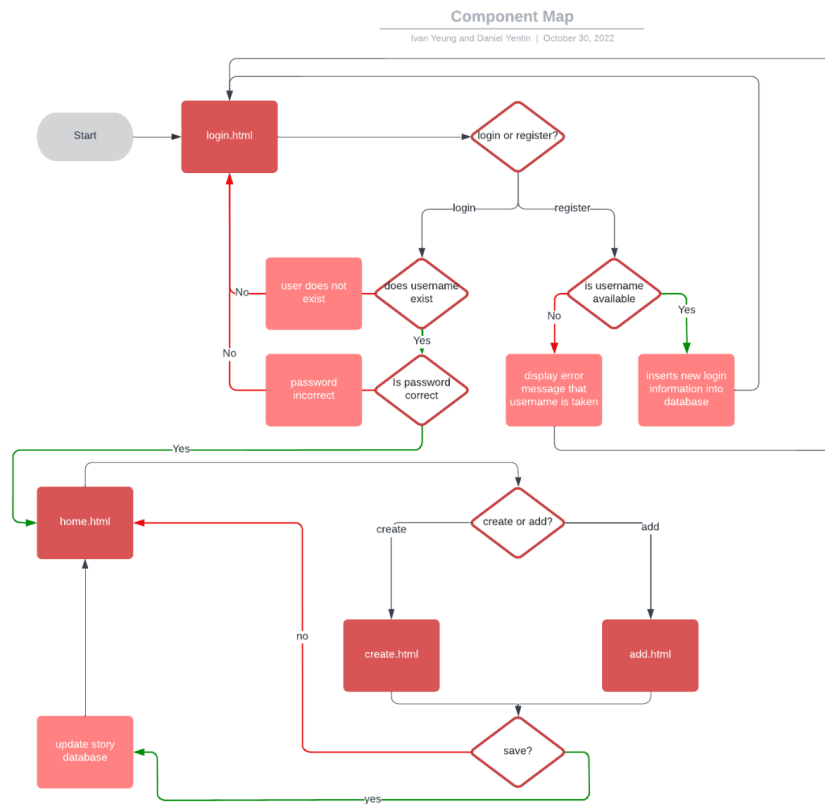 Component Map
Ivan Yeung and Daniel Yentin | October 30, 2022
Start
login.html
login or register?
login
register
user does not
exist
No
does username
exist
is username
available
No
Yes
Yes
No
password
incorrect
Is password
correct
display error
message that
username is taken
inserts new login
information into
database
Yes
home.html
create or add?
create
add
no
create.html
add.html
update story
database
save?
yes